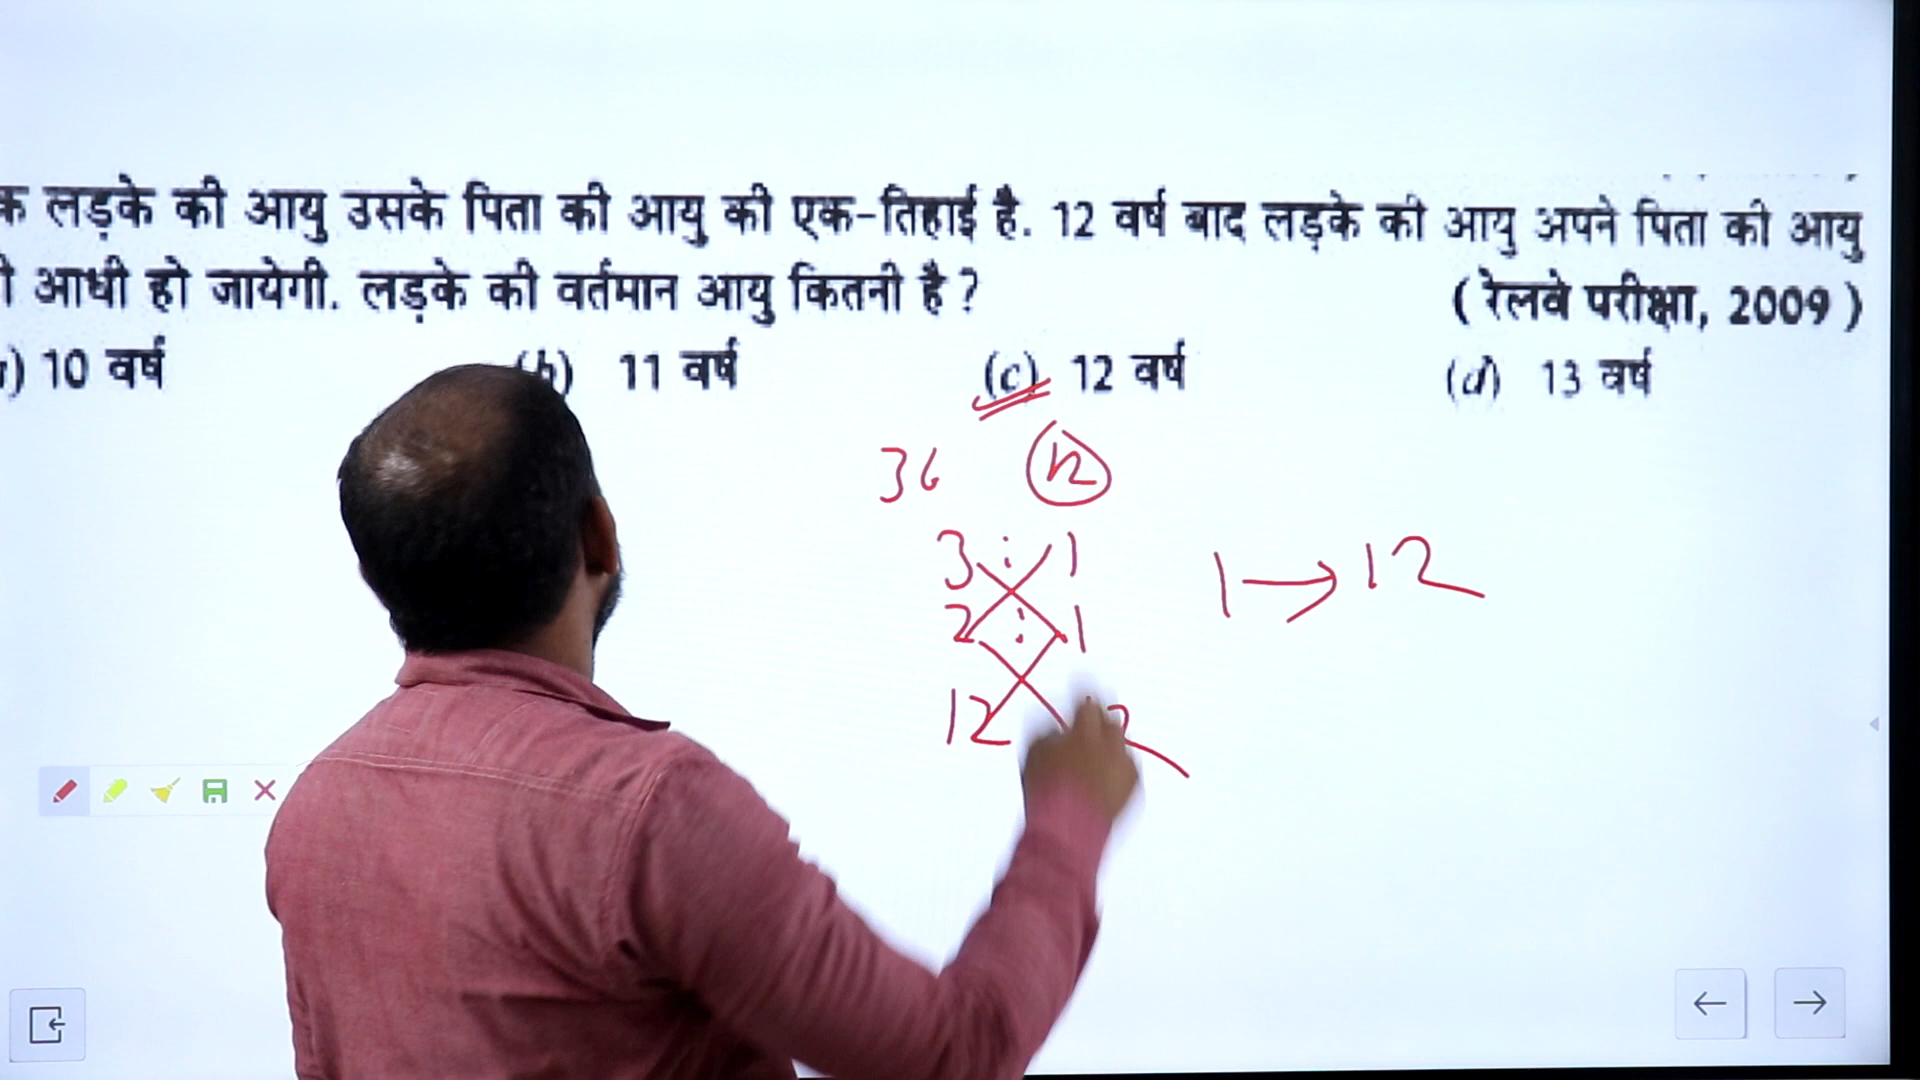 लड़के की आयु उसके पिता की आयु की एक-तिहाई है. 12 वर्ष बाद लड़के की आयु अपने पिता की आयु
आधी हो जायेगी. लड़के की वर्तमान आयु कितनी है ?
( रेलवे परीक्षा, 2009 )
) 10 वर्ष (b) 11 वर्ष (c) 12 वर्ष (d) 13 वर्ष
36 12
3 : 1
1 → 12
2 : 1
12 2